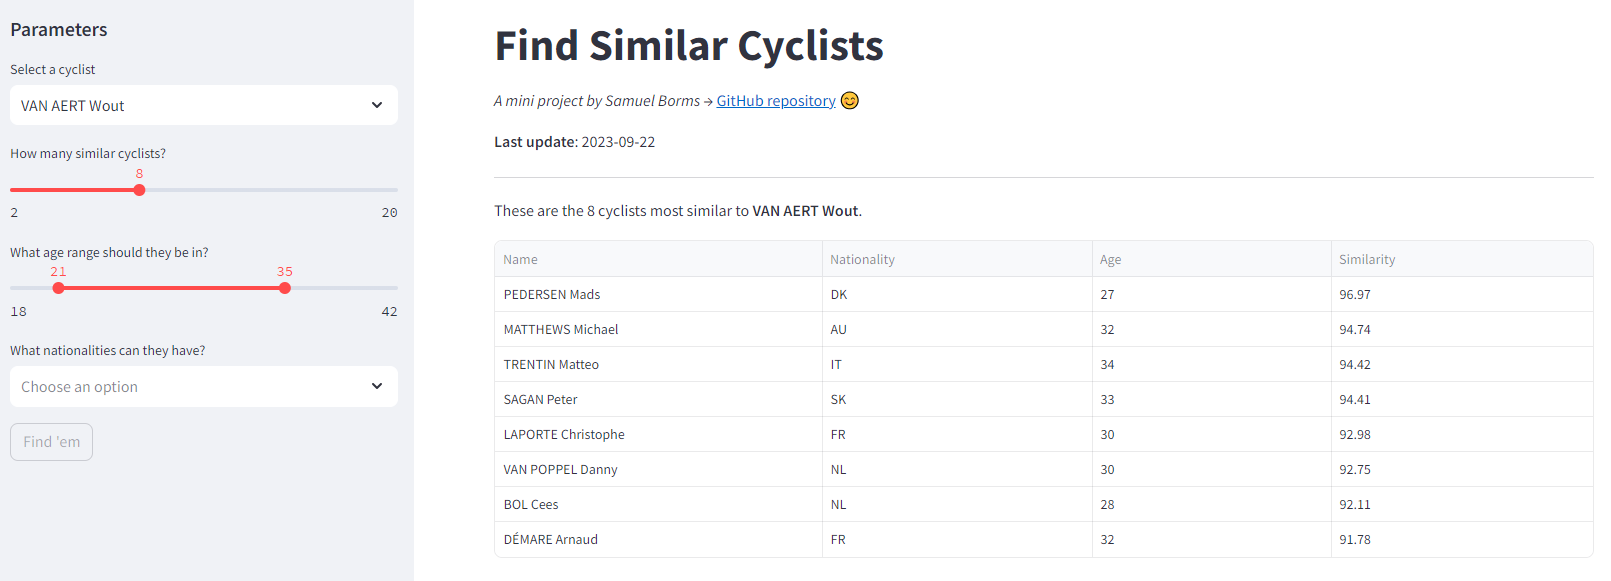 Parameters
Select a cyclist
VAN AERT Wout
How many similar cyclists?
8
2 20
What age range should they be in?
21 35
18 42
What nationalities can they have?
Choose an option
Find 'em
Find Similar Cyclists
A mini project by Samuel Borms → GitHub repository 😊
Last update: 2023-09-22
These are the 8 cyclists most similar to VAN AERT Wout.
Name Nationality Age Similarity
PEDERSEN Mads DK 27 96.97
MATTHEWS Michael AU 32 94.74
TRENTIN Matteo IT 34 94.42
SAGAN Peter SK 33 94.41
LAPORTE Christophe FR 30 92.98
VAN POPPEL Danny NL 30 92.75
BOL Cees NL 28 92.11
DÉMARE Arnaud FR 32 91.78